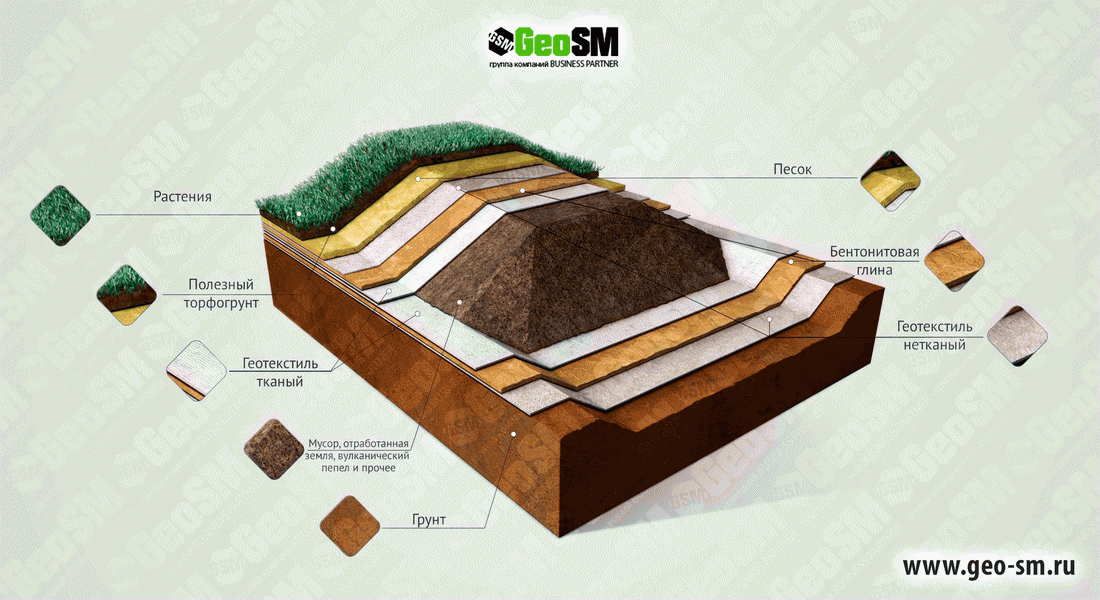 GSM GeoSM
группа компаний BUSINESS PARTNER
Песок
Растения
Бентонитовая
глина
Полезный
торфогрунт
Геотекстиль
нетканый
Геотекстиль
тканый
Мусор, отработанная
земля, вулканический
пепел и прочее
Грунт
www.geo-sm.ru